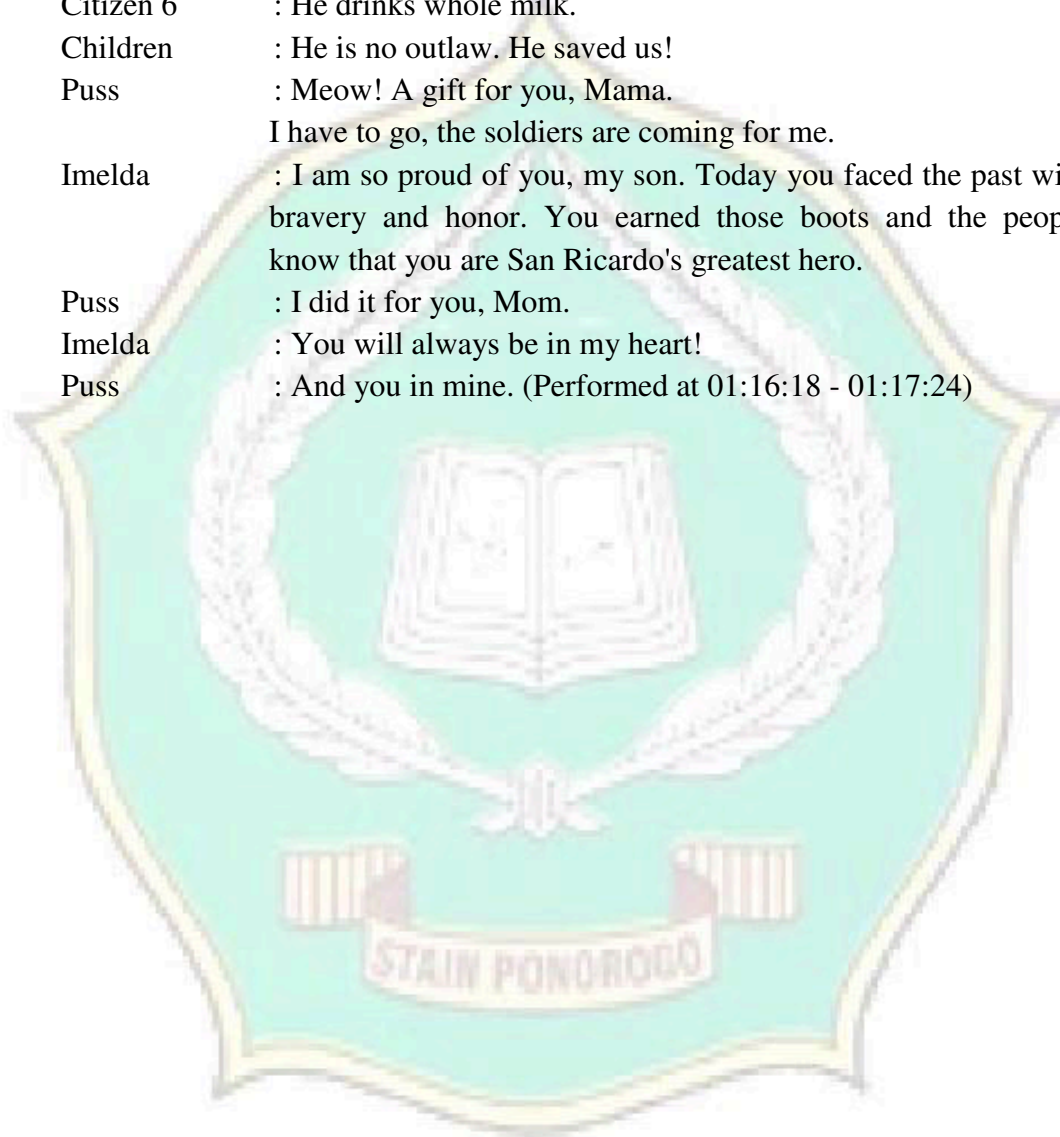 Citizen 6 : He drinks whole milk.
Children : He is no outlaw. He saved us!
Puss : Meow! A gift for you, Mama.
I have to go, the soldiers are coming for me.
Imelda : I am so proud of you, my son. Today you faced the past wi
bravery and honor. You earned those boots and the peop
know that you are San Ricardo's greatest hero.
Puss : I did it for you, Mom.
Imelda : You will always be in my heart!
Puss : And you in mine. (Performed at 01:16:18 - 01:17:24)
STAIN PONOROGO